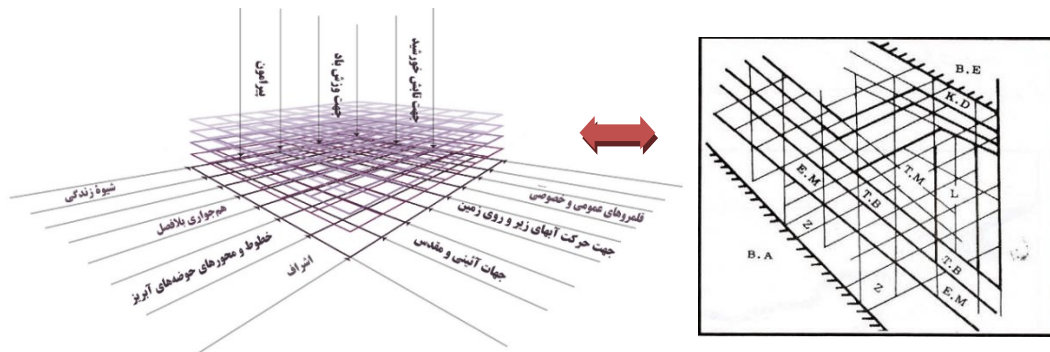 پیرامون
جهت وزش باد
جهت تابش خورشید
شیوهٔ زندگی
هم‌جواری بلافصل
خطوط و محورهای حوضه‌های آبریز
اشراف
قلمروهای عمومی و خصوصی
جهت حرکت آبهای زیر و روی زمین
جهات آئینی و مقدس
B.E
K.D
T.M
L
E.M
T.B
Z
B.A
T.B
Z
E.M